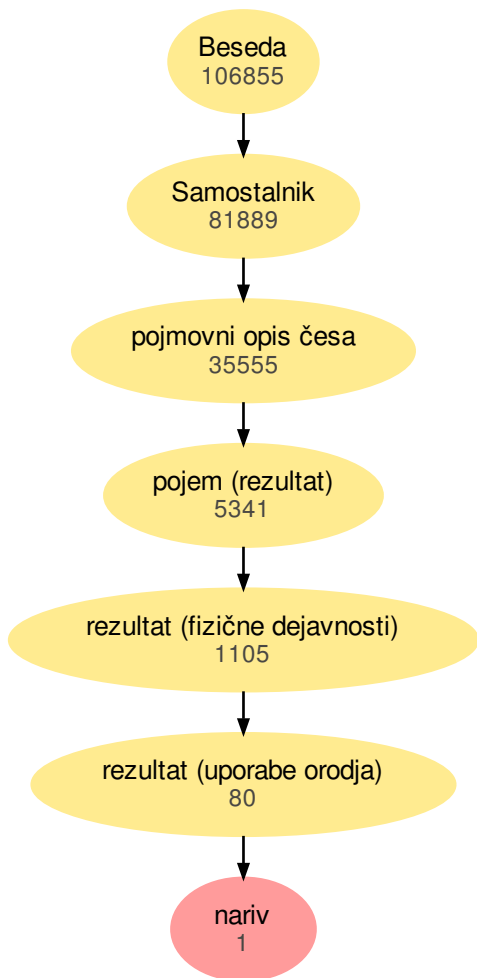 Beseda
106855
Samostalnik
81889
pojmovni opis česa
35555
pojem (rezultat)
5341
rezultat (fizične dejavnosti)
1105
rezultat (uporabe orodja)
80
nariv
1